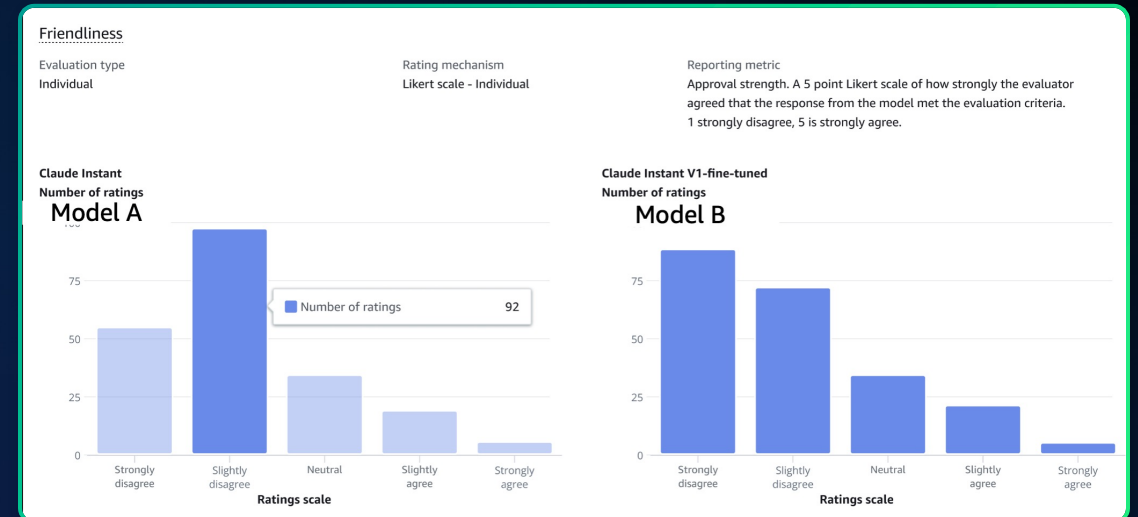 Friendliness
Evaluation type
Individual
Rating mechanism
Likert scale - Individual
Reporting metric
Approval strength. A 5 point Likert scale of how strongly the evaluator
agreed that the response from the model met the evaluation criteria.
1 strongly disagree, 5 is strongly agree.
Claude Instant
Number of ratings
Model A
75
50
25
0
Number of ratings 92
Strongly disagree
Slightly disagree
Neutral
Slightly agree
Strongly agree
Ratings scale
Claude Instant V1-fine-tuned
Number of ratings
Model B
75
50
25
0
Strongly disagree
Slightly disagree
Neutral
Slightly agree
Strongly agree
Ratings scale